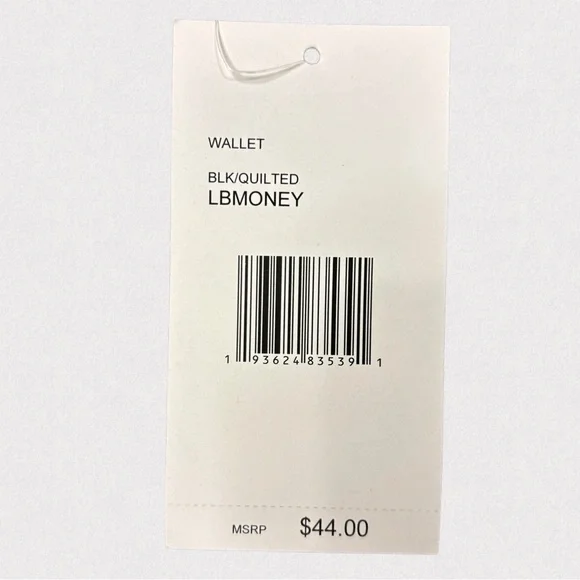 WALLET
BLK/QUILTED
LBMONEY
1 93624 83539 1
MSRP $44.00